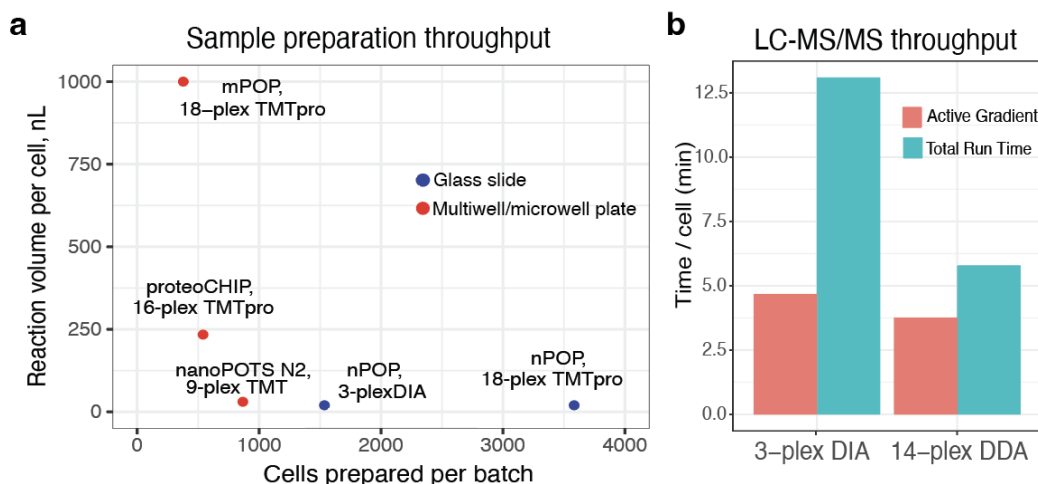 a
Sample preparation throughput
Reaction volume per cell, nL
1000
750
500
250
0
mPOP,
18–plex TMTpro
Glass slide
Multiwell/microwell plate
proteoCHIP,
16-plex TMTpro
nanoPOTS N2,
9-plex TMT
nPOP,
3-plexDIA
nPOP,
18-plex TMTpro
0
1000
2000
3000
4000
Cells prepared per batch
b
LC-MS/MS throughput
Time / cell (min)
12.5
10.0
7.5
5.0
2.5
0.0
Active Gradient
Total Run Time
3–plex DIA
14–plex DDA